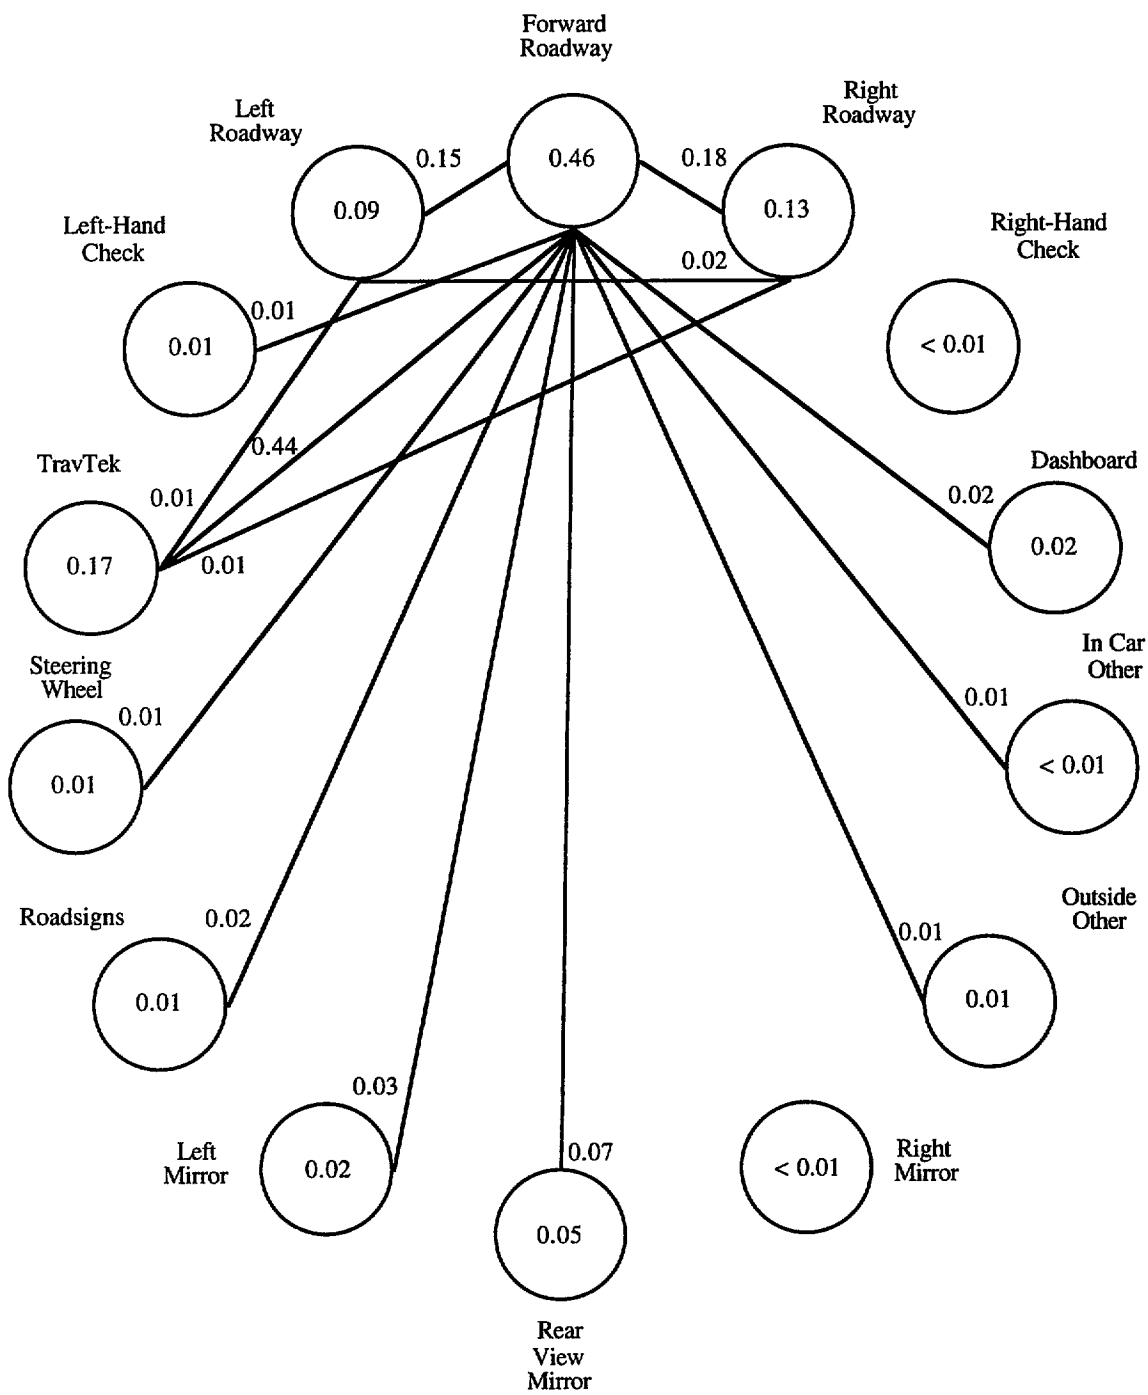 Forward
Roadway
Left
Roadway
Right
Roadway
0.15
0.46
0.18
0.09
0.13
Left-Hand
Check
Right-Hand
Check
0.02
0.01
0.01
< 0.01
0.44
TravTek
Dashboard
0.01
0.02
0.17
0.01
0.02
Steering
Wheel
In Car
Other
0.01
0.01
0.01
< 0.01
Roadsigns
0.02
Outside
Other
0.01
0.01
0.01
0.03
Left
Mirror
0.02
0.07
< 0.01
Right
Mirror
0.05
Rear
View
Mirror